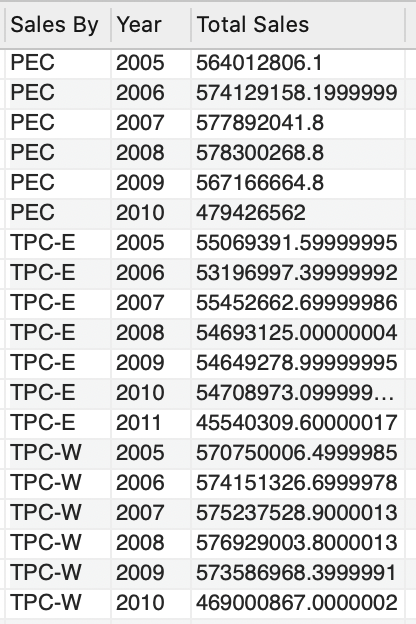 Sales By Year Total Sales
PEC 2005 564012806.1
PEC 2006 574129158.1999999
PEC 2007 577892041.8
PEC 2008 578300268.8
PEC 2009 567166664.8
PEC 2010 479426562
TPC-E 2005 55069391.59999995
TPC-E 2006 53196997.39999992
TPC-E 2007 55452662.69999986
TPC-E 2008 54693125.00000004
TPC-E 2009 54649278.99999995
TPC-E 2010 54708973.099999...
TPC-E 2011 45540309.60000017
TPC-W 2005 570750006.4999985
TPC-W 2006 574151326.6999978
TPC-W 2007 575237528.9000013
TPC-W 2008 576929003.8000013
TPC-W 2009 573586968.3999991
TPC-W 2010 469000867.0000002